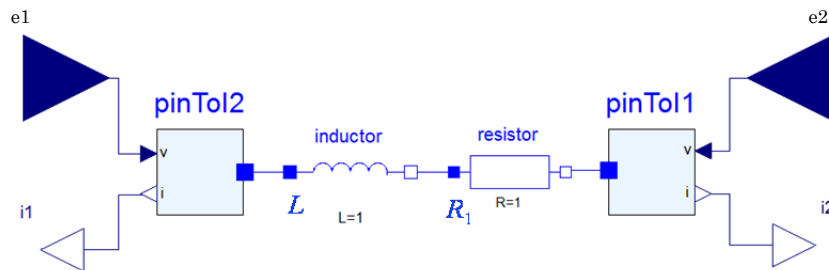 e1
e2
pinToI2
pinToI1
inductor
resistor
v
v
i
i
L
R₁
L=1
R=1
i1
i2